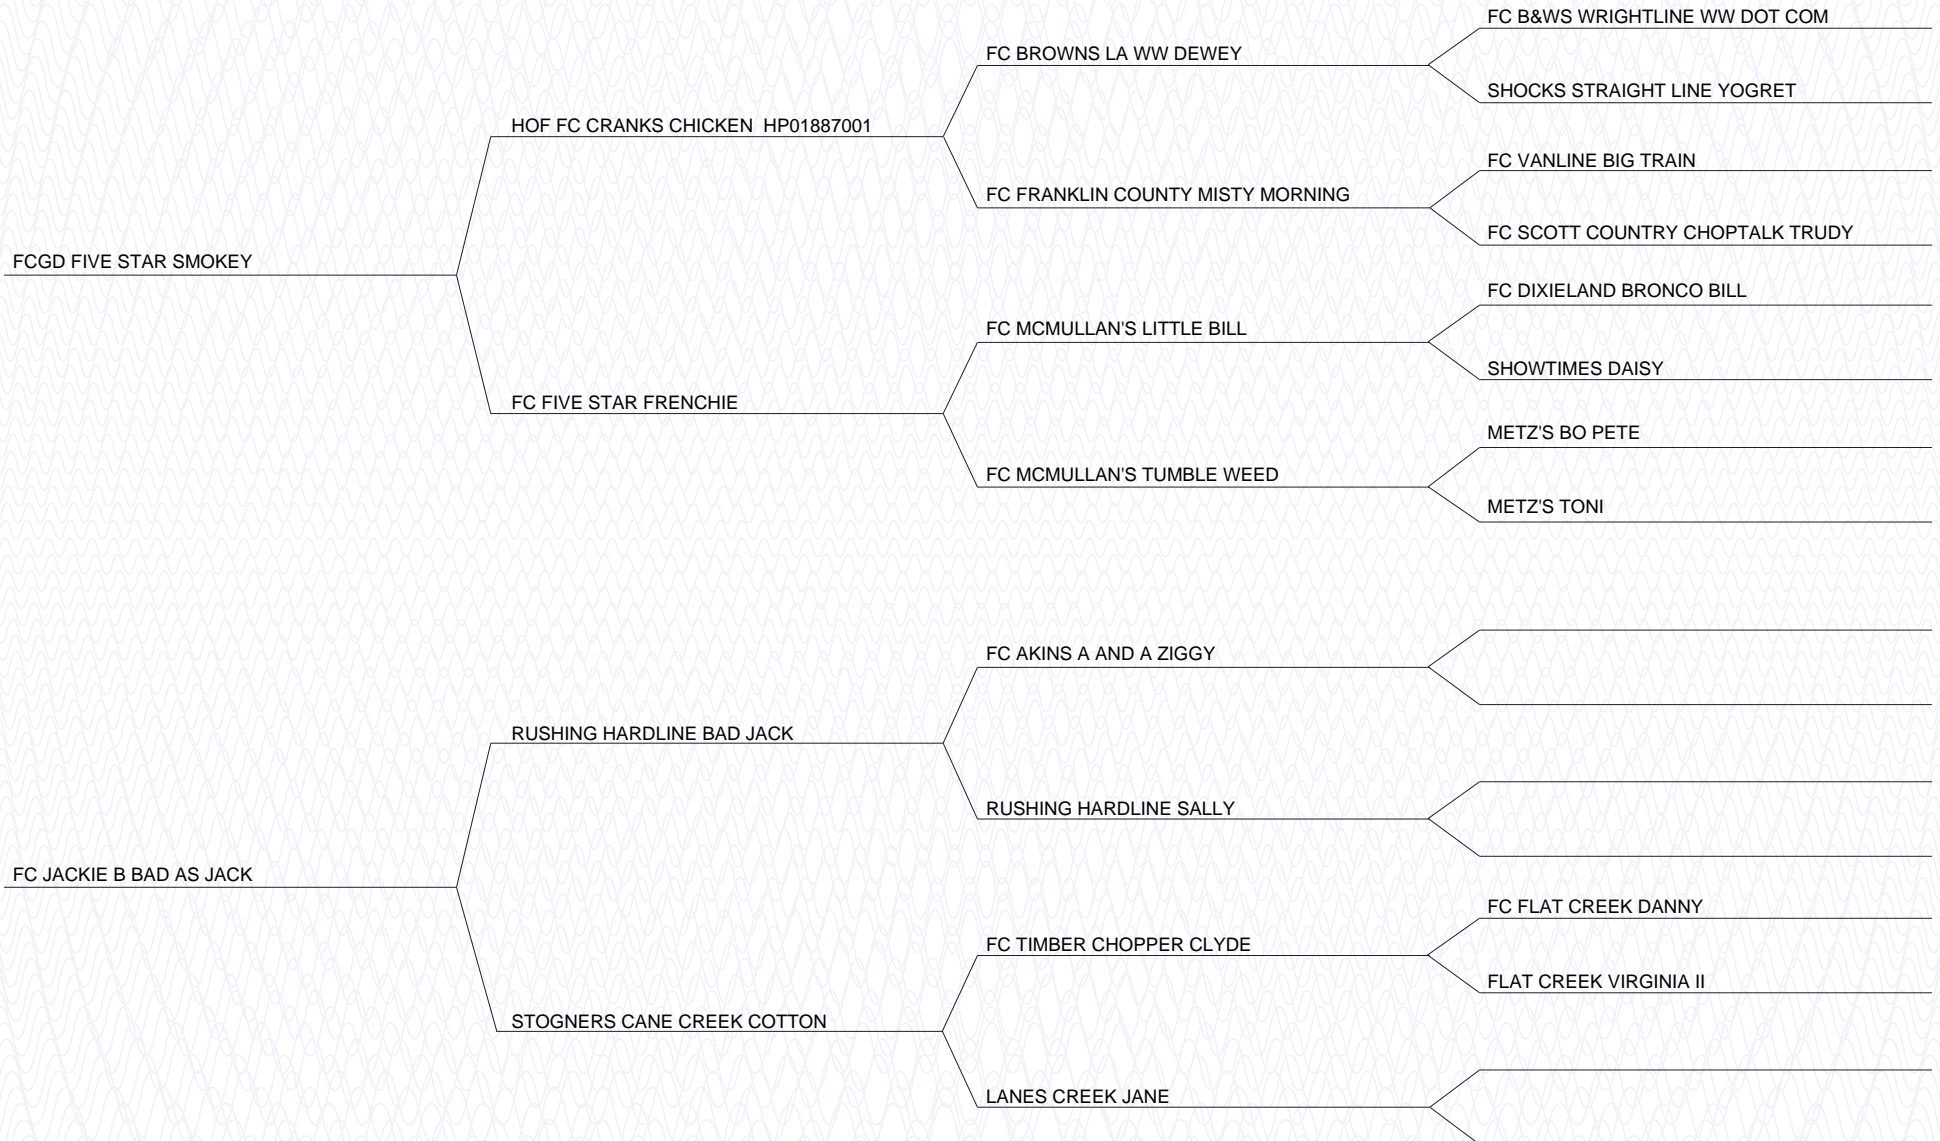 FC B&WS WRIGHTLINE WW DOT COM
FC BROWNS LA WW DEWEY
SHOCKS STRAIGHT LINE YOGRET
HOF FC CRANKS CHICKEN  HP01887001
FC VANLINE BIG TRAIN
FC FRANKLIN COUNTY MISTY MORNING
FC SCOTT COUNTRY CHOPTALK TRUDY
FCGD FIVE STAR SMOKEY
FC DIXIELAND BRONCO BILL
FC MCMULLAN'S LITTLE BILL
SHOWTIMES DAISY
FC FIVE STAR FRENCHIE
METZ'S BO PETE
FC MCMULLAN'S TUMBLE WEED
METZ'S TONI
FC AKINS A AND A ZIGGY
RUSHING HARDLINE BAD JACK
RUSHING HARDLINE SALLY
FC JACKIE B BAD AS JACK
FC FLAT CREEK DANNY
FC TIMBER CHOPPER CLYDE
FLAT CREEK VIRGINIA II
STOGNERS CANE CREEK COTTON
LANES CREEK JANE